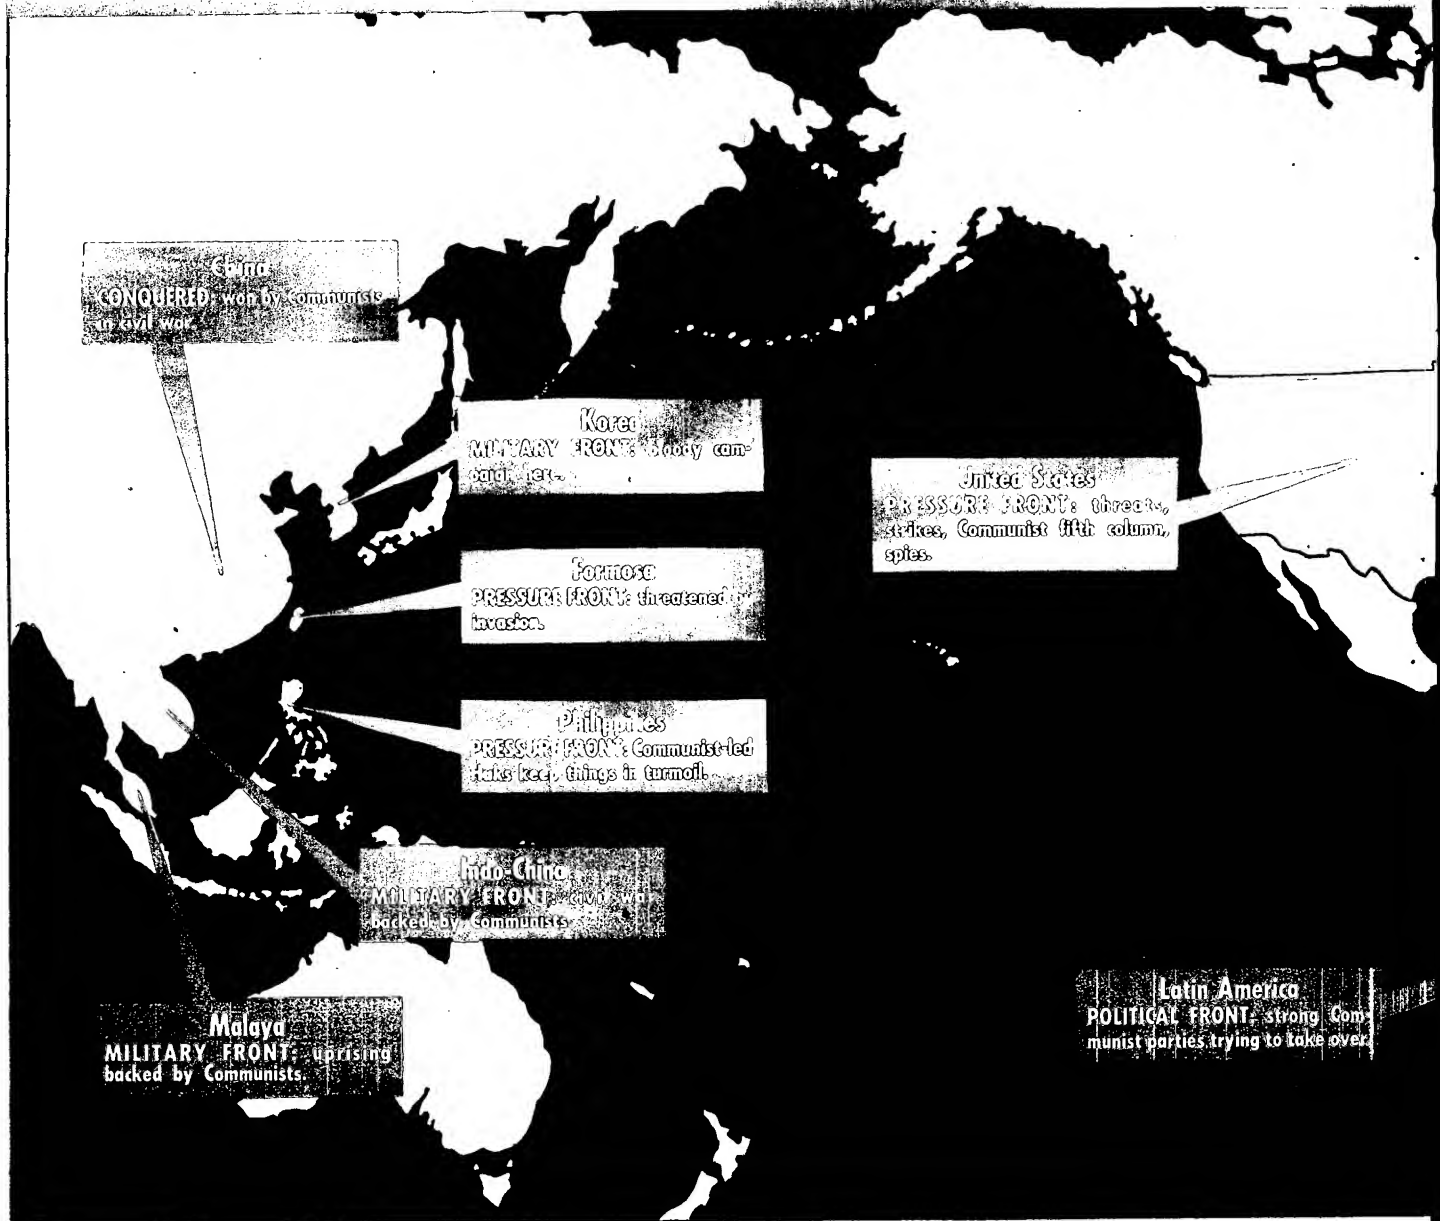 China
CONQUERED: won by Communists
in civil war.
Korea
MILITARY FRONT: bloody cam-
paign here.
United States
PRESSURE FRONT: threats,
strikes, Communist fifth column,
spies.
Formosa
PRESSURE FRONT: threatened
invasion.
Philippines
PRESSURE FRONT: Communist-led
Huks keep things in turmoil.
Indo-China
MILITARY FRONT: civil war
backed by Communists
Malaya
MILITARY FRONT: uprising
backed by Communists.
Latin America
POLITICAL FRONT: strong Com-
munist parties trying to take over.